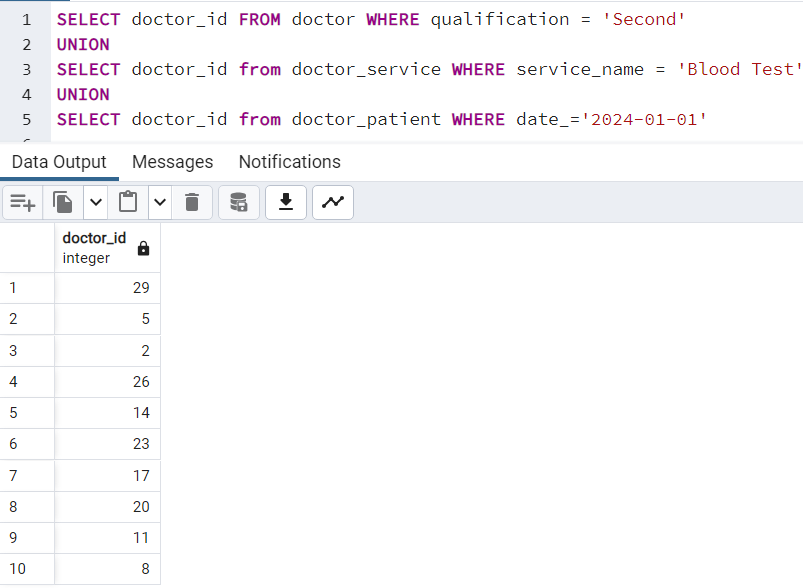 1 SELECT doctor_id FROM doctor WHERE qualification = 'Second'
2 UNION
3 SELECT doctor_id from doctor_service WHERE service_name = 'Blood Test'
4 UNION
5 SELECT doctor_id from doctor_patient WHERE date_='2024-01-01'
Data Output Messages Notifications
doctor_id
integer
1 29
2 5
3 2
4 26
5 14
6 23
7 17
8 20
9 11
10 8